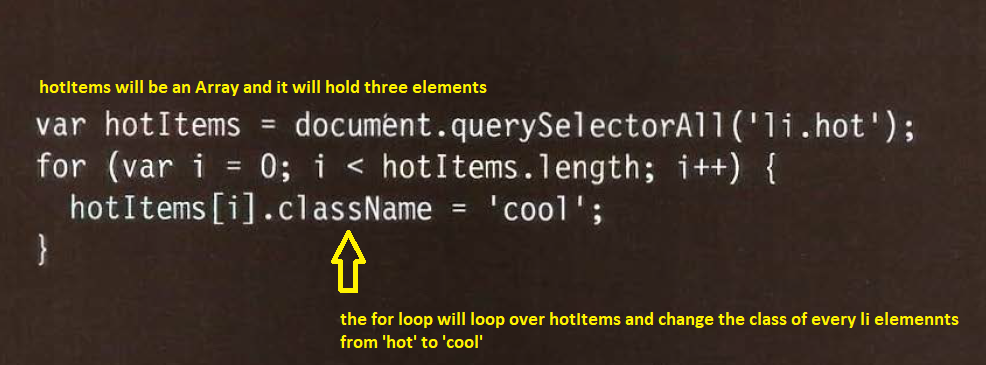 hotItems will be an Array and it will hold three elements
var hotItems = document.querySelectorAll('li.hot');
for (var i = 0; i < hotItems.length; i++) {
hotItems[i].className = 'cool';
}
the for loop will loop over hotItems and change the class of every li elemennts
from 'hot' to 'cool'